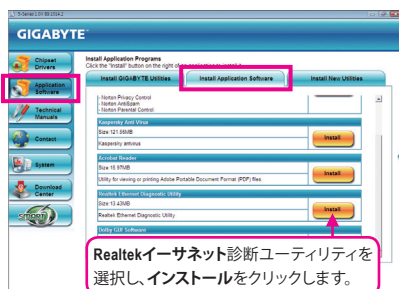 GIGABYTE
Install Application Programs
Click the "Install" button on the right of an application to install it.
Install GIGABYTE Utilities
Install Application Software
Install New Utilities
Chipset
Drivers
Application
Software
Technical
Manuals
Contact
System
Download
Center
SMART
- Norton Privacy Control
- Norton AntiSpam
- Norton Parental Control
Kaspersky Anti Virus
Size:121.56MB
Kaspersky antivirus
Install
Acrobat Reader
Utility for viewing or printing Adobe Portable Document Format (PDF) files.
Install
Realtek Ethernet Diagnostic Utility
Size:13.43MB
Realtek Ethernet Diagnostic Utility
Install
Dolby GUI Software
Realtekイーサネット診断ユーティリティを
選択し、インストールをクリックします。